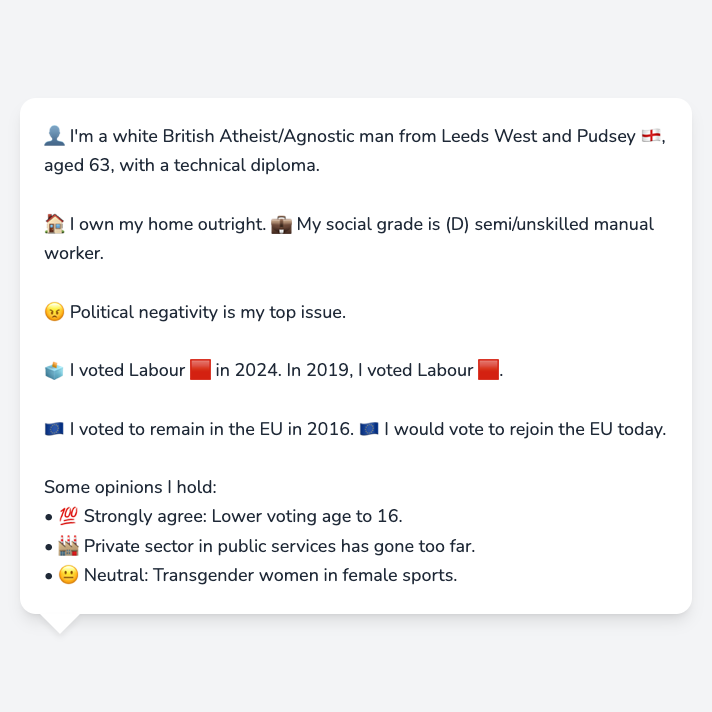 👤 I'm a white British Atheist/Agnostic man from Leeds West and Pudsey 🏴󠁧󠁢󠁥󠁮󠁧󠁿,
aged 63, with a technical diploma.
🏠 I own my home outright. 💼 My social grade is (D) semi/unskilled manual
worker.
😠 Political negativity is my top issue.
🗳️ I voted Labour 🟥 in 2024. In 2019, I voted Labour 🟥.
🇪🇺 I voted to remain in the EU in 2016. 🇪🇺 I would vote to rejoin the EU today.
Some opinions I hold:
• 💯 Strongly agree: Lower voting age to 16.
• 🏭 Private sector in public services has gone too far.
• 😐 Neutral: Transgender women in female sports.